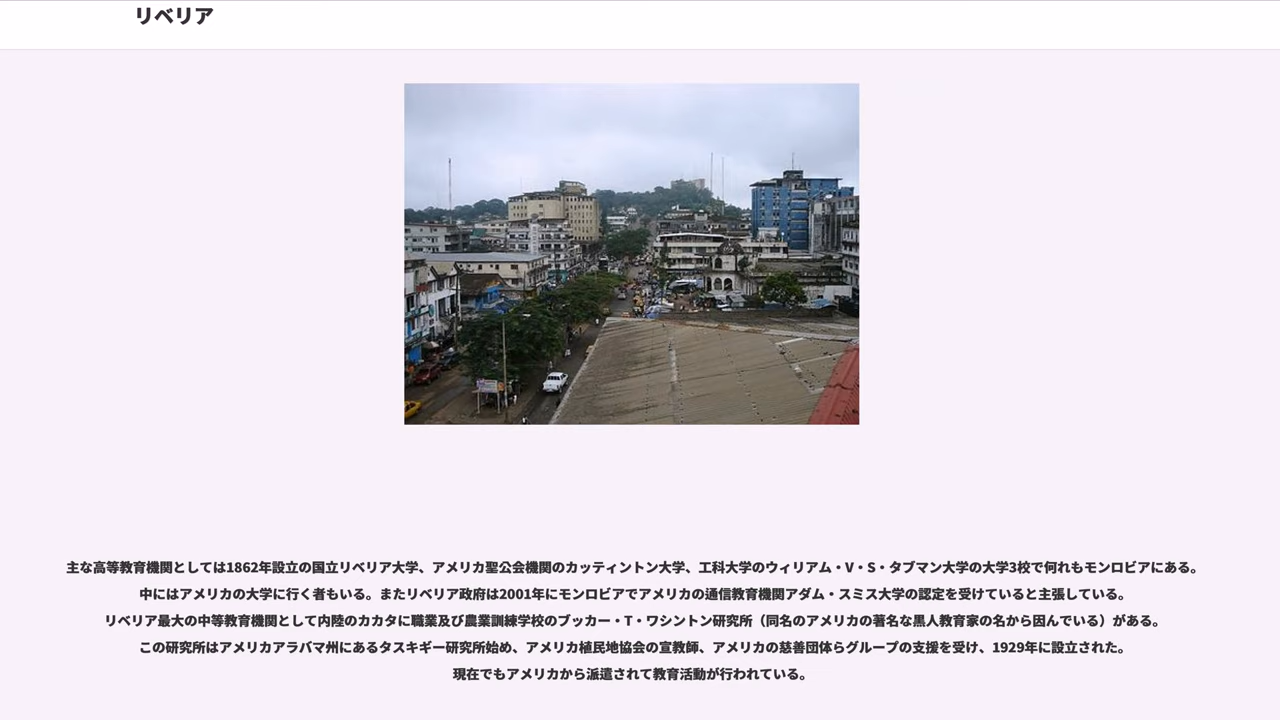 リベリア
主な高等教育機関としては1862年設立の国立リベリア大学、アメリカ聖公会機関のカッティントン大学、工科大学のウィリアム・V・S・タブマン大学の大学3校で何れもモンロビアにある。
中にはアメリカの大学に行く者もいる。またリベリア政府は2001年にモンロビアでアメリカの通信教育機関アダム・スミス大学の認定を受けていると主張している。
リベリア最大の中等教育機関として内陸のカカタに職業及び農業訓練学校のブッカー・T・ワシントン研究所（同名のアメリカの著名な黒人教育家の名から因んでいる）がある。
この研究所はアメリカアラバマ州にあるタスキギー研究所始め、アメリカ植民地協会の宣教師、アメリカの慈善団体らグループの支援を受け、1929年に設立された。
現在でもアメリカから派遣されて教育活動が行われている。